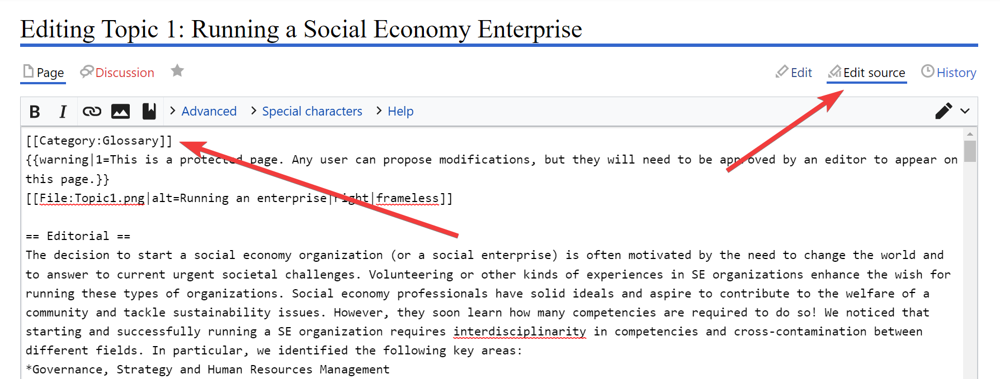 Editing Topic 1: Running a Social Economy Enterprise
Page Discussion Edit Edit source History
B I Advanced Special characters Help
[[Category:Glossary]]
{{warning|1=This is a protected page. Any user can propose modifications, but they will need to be approved by an editor to appear on
this page.}}
[[File:Topic1.png|alt=Running an enterprise|right|frameless]]
== Editorial ==
The decision to start a social economy organization (or a social enterprise) is often motivated by the need to change the world and
to answer to current urgent societal challenges. Volunteering or other kinds of experiences in SE organizations enhance the wish for
running these types of organizations. Social economy professionals have solid ideals and aspire to contribute to the welfare of a
community and tackle sustainability issues. However, they soon learn how many competencies are required to do so! We noticed that
starting and successfully running a SE organization requires interdisciplinarity in competencies and cross-contamination between
different fields. In particular, we identified the following key areas:
*Governance, Strategy and Human Resources Management